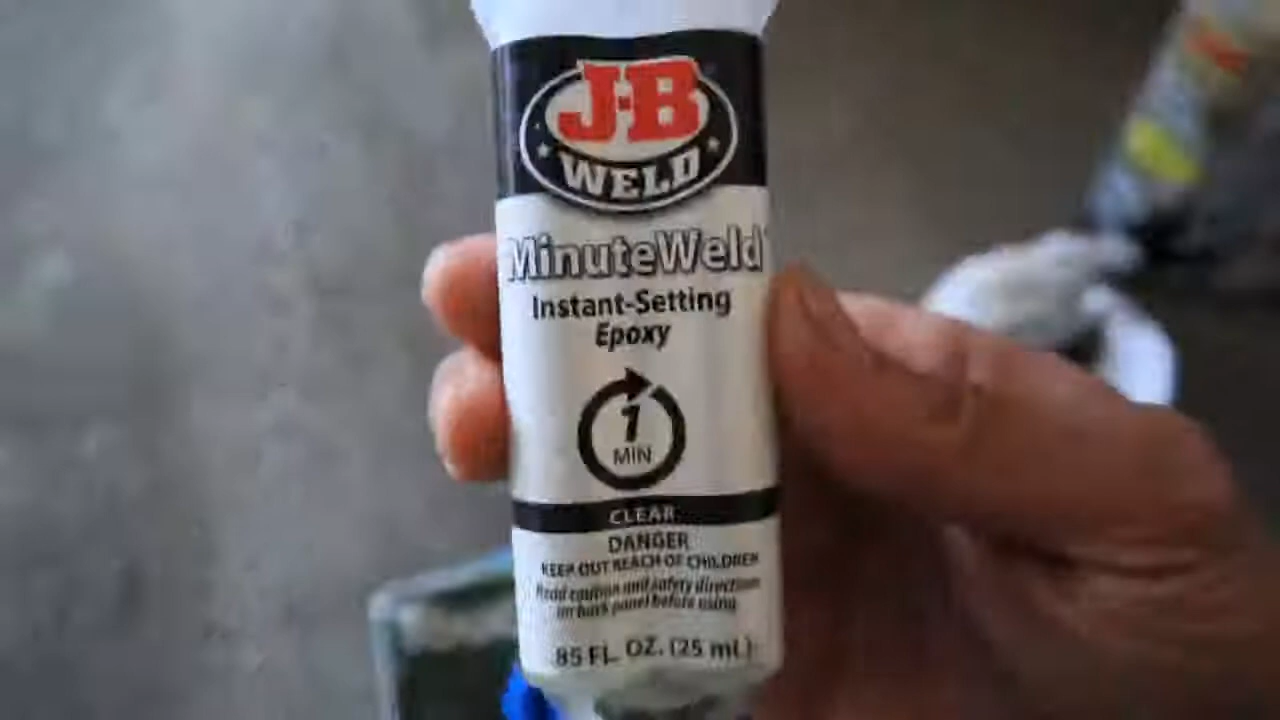 J-B
WELD
MinuteWeld
Instant-Setting
Epoxy
1
MIN
CLEAR
DANGER
KEEP OUT REACH OF CHILDREN
Read caution and safety directions
on back panel before using
.85 FL. OZ. (25 mL)